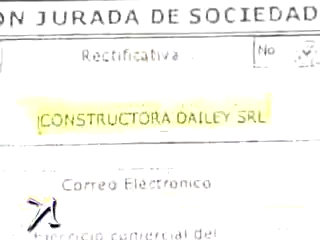 ON JURADA DE SOCIEDAD
Rectificativa No
CONSTRUCTORA DAILEY SRL
Correo Electronico
Ejercicio comercial del